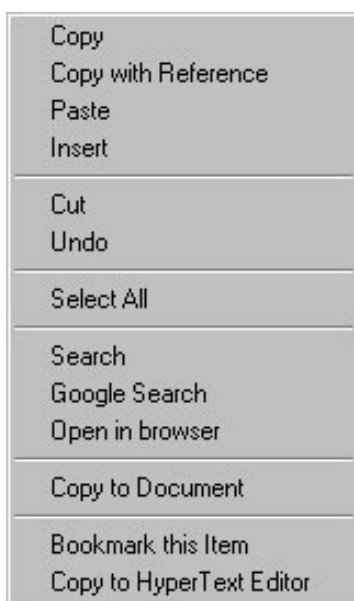 Copy
Copy with Reference
Paste
Insert
Cut
Undo
Select All
Search
Google Search
Open in browser
Copy to Document
Bookmark this Item
Copy to HyperText Editor